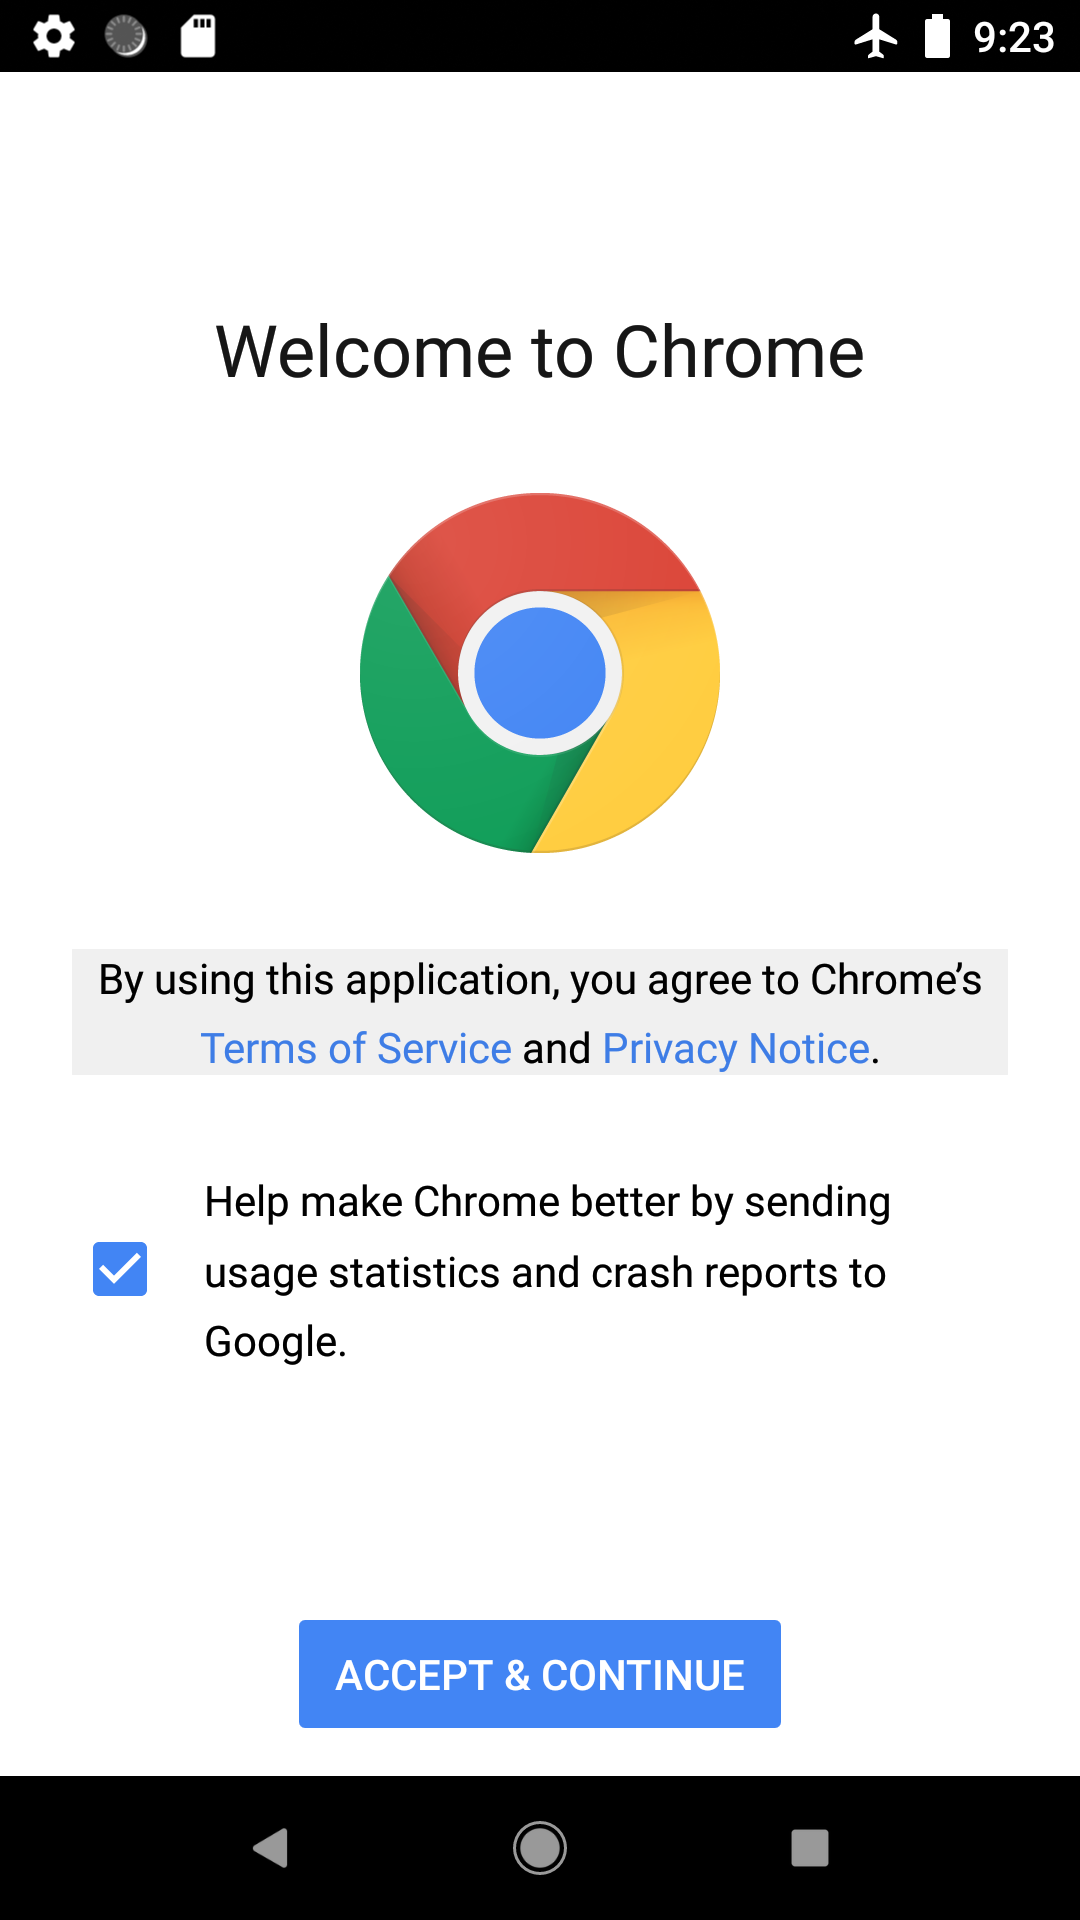 9:23
Welcome to Chrome
By using this application, you agree to Chrome’s
Terms of Service and Privacy Notice.
Help make Chrome better by sending
usage statistics and crash reports to
Google.
ACCEPT & CONTINUE